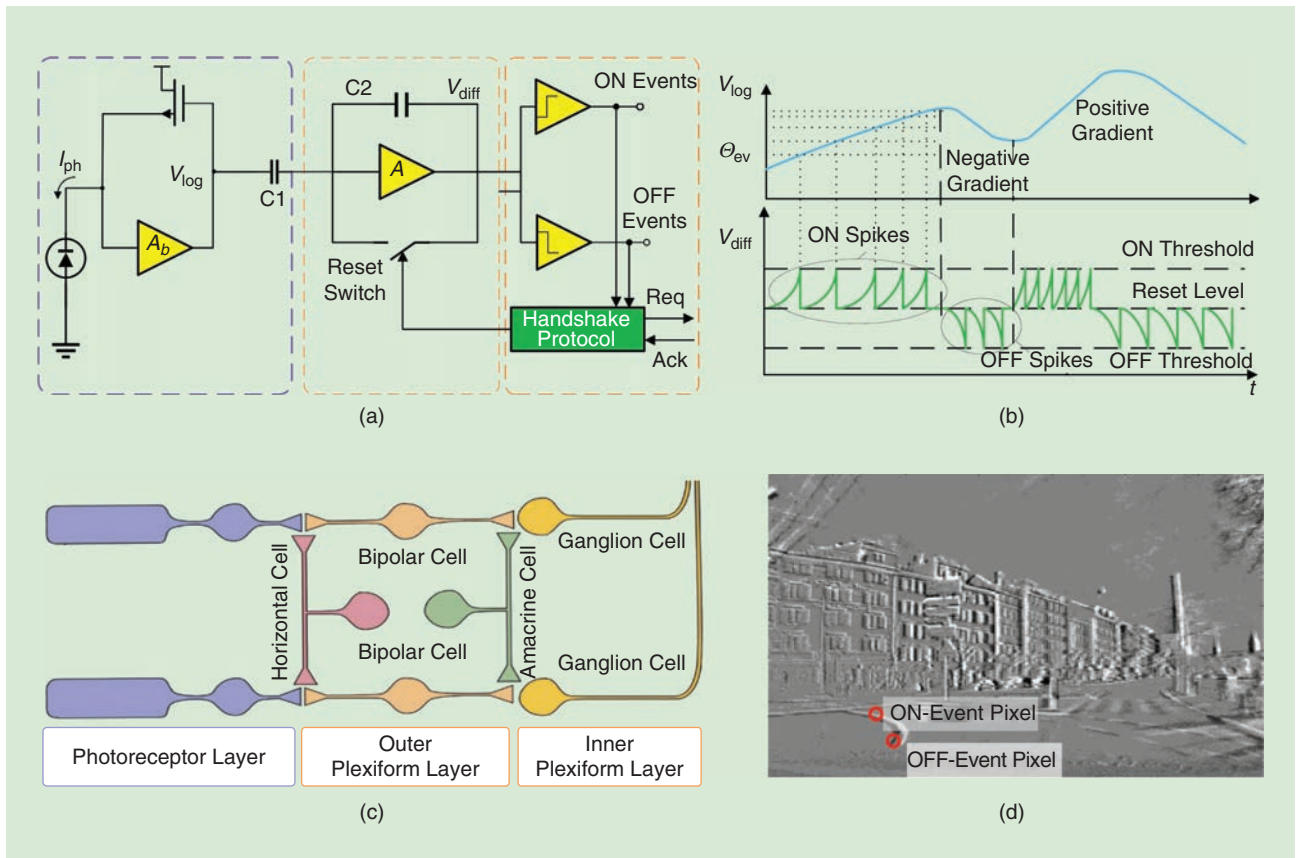 I_ph
V_log
A_b
C1
C2
V_diff
A
Reset
Switch
ON Events
OFF
Events
Handshake
Protocol
Req
Ack
(a)
V_log
Θ_ev
Positive
Gradient
Negative
Gradient
V_diff
ON Spikes
ON Threshold
Reset Level
OFF Spikes
OFF Threshold
t
(b)
Horizontal Cell
Bipolar Cell
Bipolar Cell
Amacrine Cell
Ganglion Cell
Ganglion Cell
Photoreceptor Layer
Outer
Plexiform Layer
Inner
Plexiform Layer
(c)
ON-Event Pixel
OFF-Event Pixel
(d)